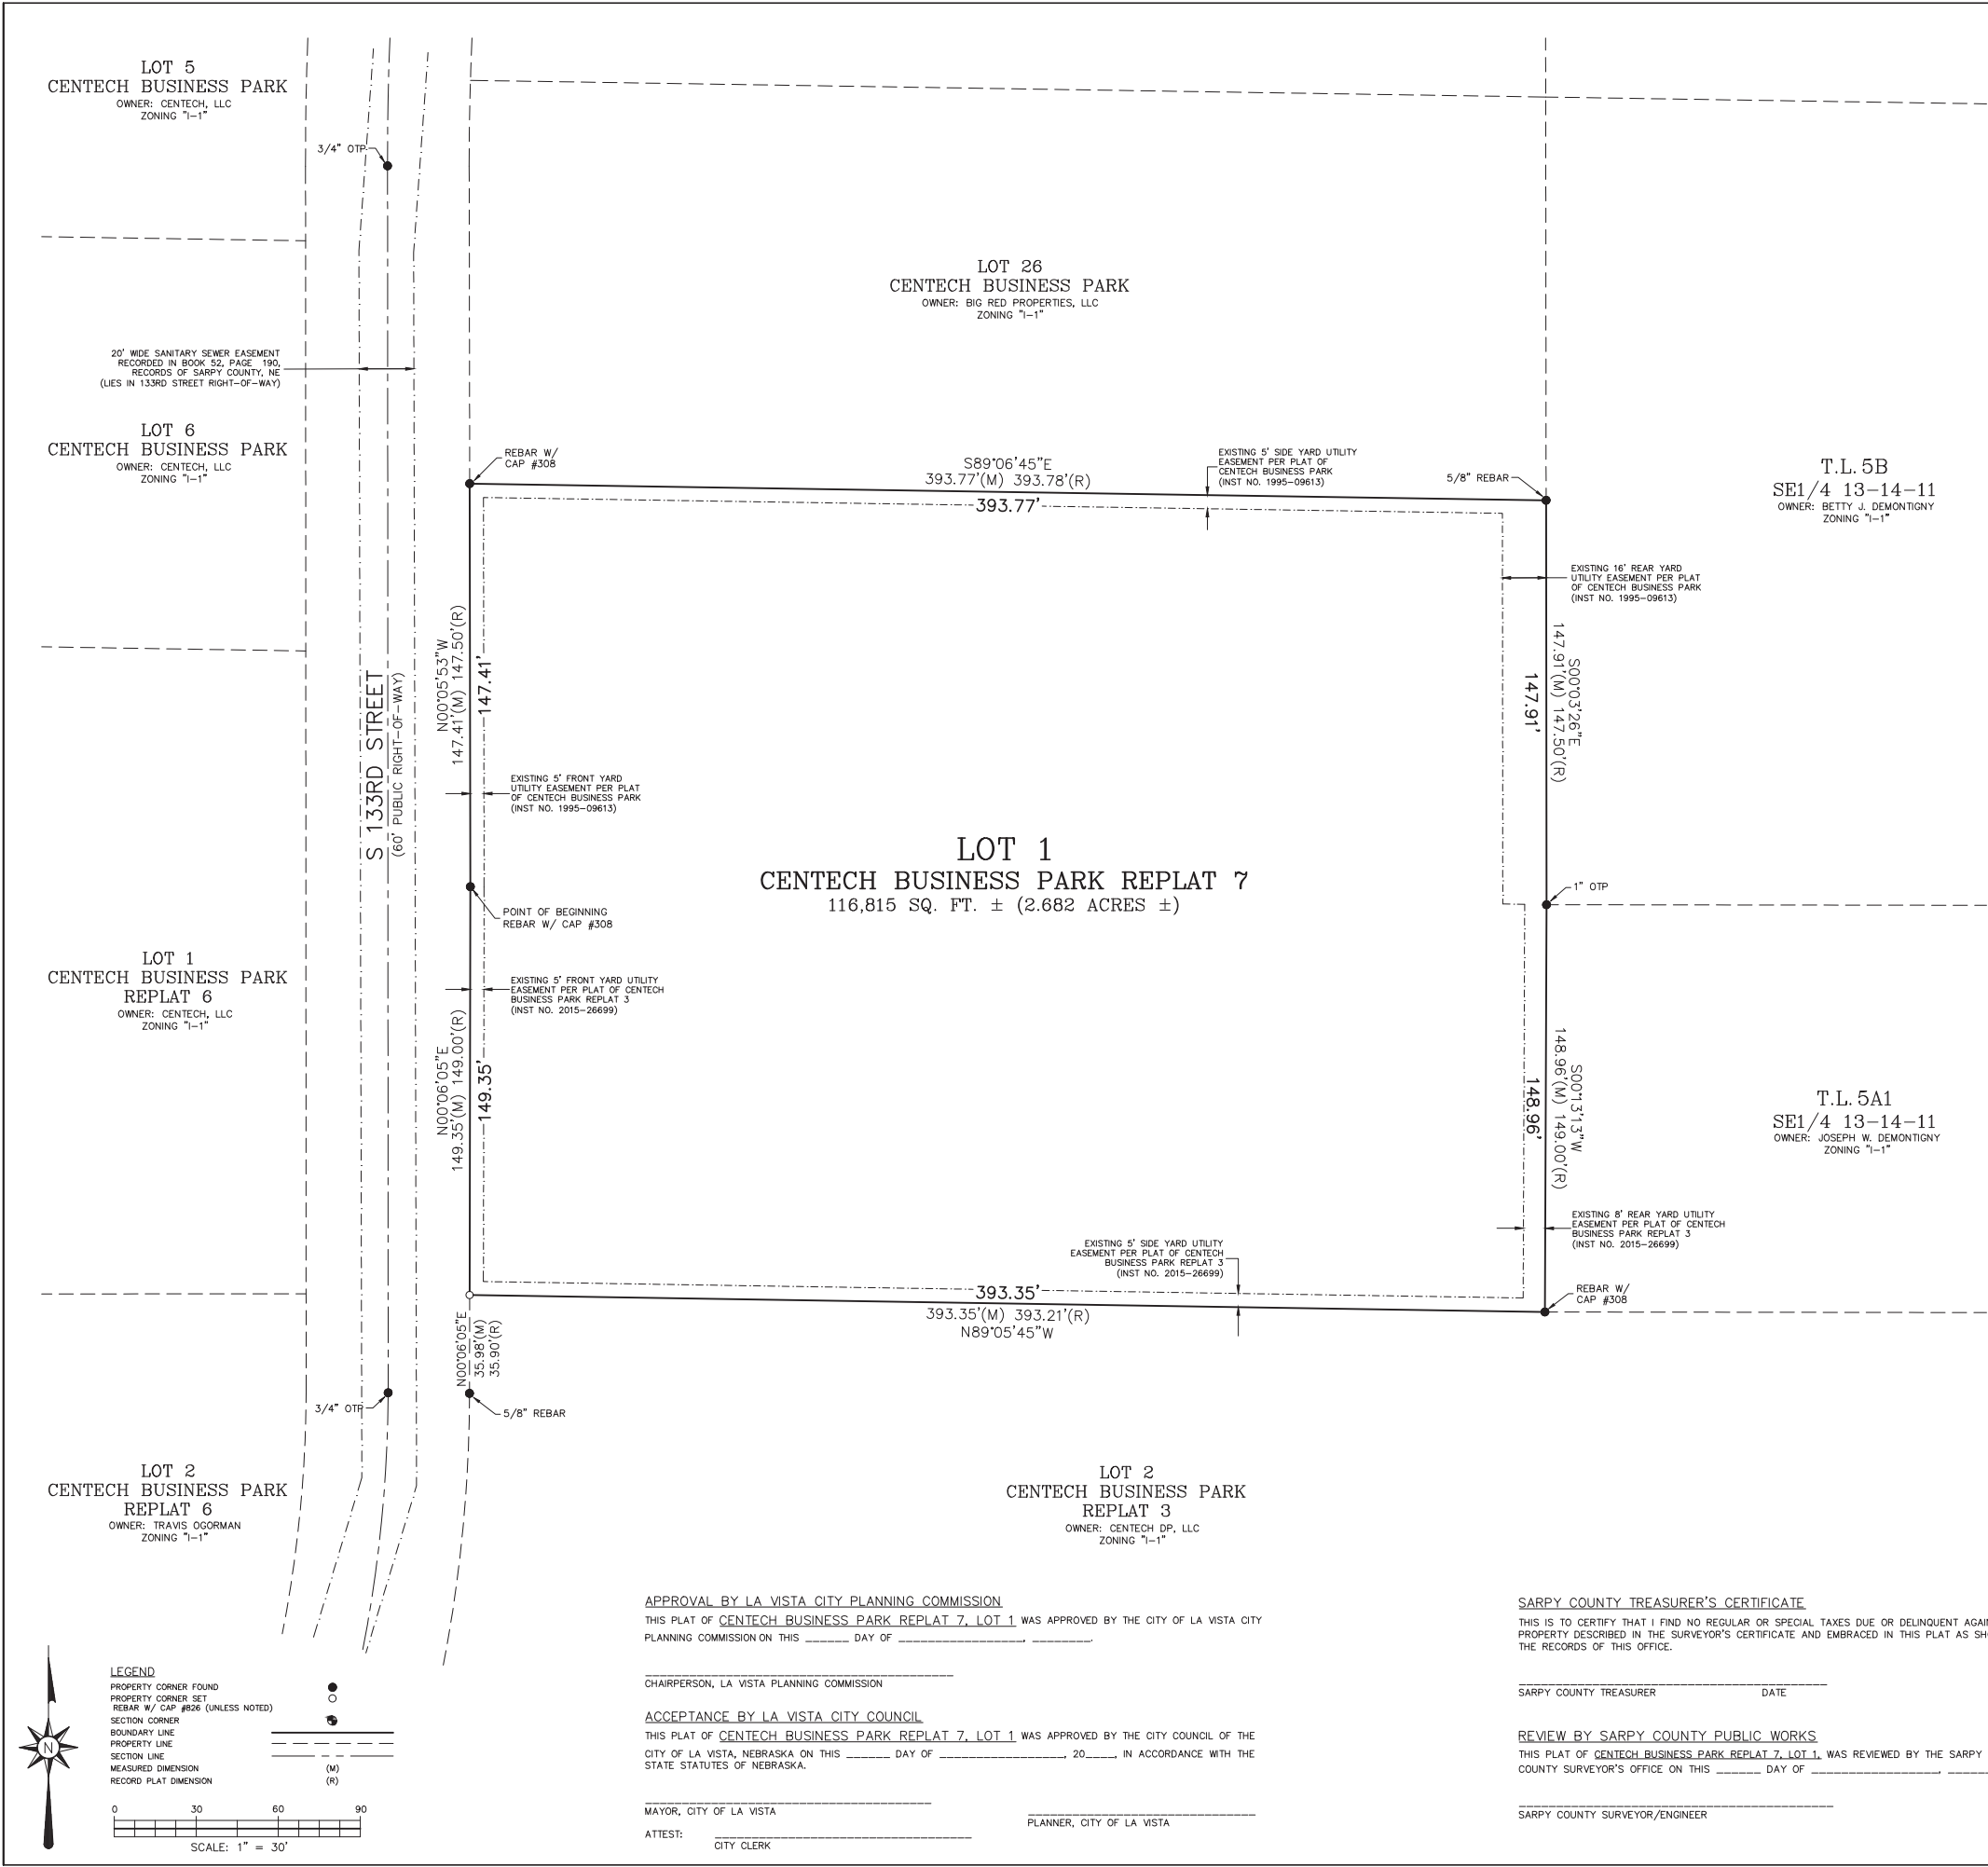 LOT 5
CENTECH BUSINESS PARK
OWNER: CENTECH, LLC
ZONING "I-1"
3/4" OTP
LOT 26
CENTECH BUSINESS PARK
OWNER: BIG RED PROPERTIES, LLC
ZONING "I-1"
20' WIDE SANITARY SEWER EASEMENT
RECORDED IN BOOK 52, PAGE 190,
RECORDS OF SARPY COUNTY, NE
(LIES IN 133RD STREET RIGHT-OF-WAY)
LOT 6
CENTECH BUSINESS PARK
OWNER: CENTECH, LLC
ZONING "I-1"
REBAR W/
CAP #308
S89°06'45"E
393.77'(M) 393.78'(R)
393.77'
EXISTING 5' SIDE YARD UTILITY
EASEMENT PER PLAT OF
CENTECH BUSINESS PARK
(INST NO. 1995-09613)
5/8" REBAR
T.L. 5B
SE1/4 13-14-11
OWNER: BETTY J. DEMONTIGNY
ZONING "I-1"
EXISTING 16' REAR YARD
UTILITY EASEMENT PER PLAT
OF CENTECH BUSINESS PARK
(INST NO. 1995-09613)
S 133RD STREET
(60' PUBLIC RIGHT-OF-WAY)
N00°05'53"W
147.41'(M) 147.50'(R)
147.41'
147.91'
147.91'(M) 147.50'(R)
S00°03'26"E
EXISTING 5' FRONT YARD
UTILITY EASEMENT PER PLAT
OF CENTECH BUSINESS PARK
(INST NO. 1995-09613)
LOT 1
CENTECH BUSINESS PARK REPLAT 7
116,815 SQ. FT. ± (2.682 ACRES ±)
1" OTP
POINT OF BEGINNING
REBAR W/ CAP #308
LOT 1
CENTECH BUSINESS PARK
REPLAT 6
OWNER: CENTECH, LLC
ZONING "I-1"
EXISTING 5' FRONT YARD UTILITY
EASEMENT PER PLAT OF CENTECH
BUSINESS PARK REPLAT 3
(INST NO. 2015-26699)
N00°06'05"E
149.35'(M) 149.00'(R)
149.35'
148.96'
148.96'(M) 149.00'(R)
S00°13'13"W
T.L. 5A1
SE1/4 13-14-11
OWNER: JOSEPH W. DEMONTIGNY
ZONING "I-1"
EXISTING 8' REAR YARD UTILITY
EASEMENT PER PLAT OF CENTECH
BUSINESS PARK REPLAT 3
(INST NO. 2015-26699)
EXISTING 5' SIDE YARD UTILITY
EASEMENT PER PLAT OF CENTECH
BUSINESS PARK REPLAT 3
(INST NO. 2015-26699)
393.35'
393.35'(M) 393.21'(R)
N89°05'45"W
REBAR W/
CAP #308
N00°06'05"E
35.98'(M)
35.90'(R)
3/4" OTP
5/8" REBAR
LOT 2
CENTECH BUSINESS PARK
REPLAT 6
OWNER: TRAVIS OGORMAN
ZONING "I-1"
LOT 2
CENTECH BUSINESS PARK
REPLAT 3
OWNER: CENTECH DP, LLC
ZONING "I-1"
APPROVAL BY LA VISTA CITY PLANNING COMMISSION
THIS PLAT OF CENTECH BUSINESS PARK REPLAT 7, LOT 1 WAS APPROVED BY THE CITY OF LA VISTA CITY
PLANNING COMMISSION ON THIS ______ DAY OF _________________, ________.
CHAIRPERSON, LA VISTA PLANNING COMMISSION
ACCEPTANCE BY LA VISTA CITY COUNCIL
THIS PLAT OF CENTECH BUSINESS PARK REPLAT 7, LOT 1 WAS APPROVED BY THE CITY COUNCIL OF THE
CITY OF LA VISTA, NEBRASKA ON THIS ______ DAY OF _________________, 20____, IN ACCORDANCE WITH THE
STATE STATUTES OF NEBRASKA.
MAYOR, CITY OF LA VISTA
PLANNER, CITY OF LA VISTA
ATTEST:
CITY CLERK
SARPY COUNTY TREASURER'S CERTIFICATE
THIS IS TO CERTIFY THAT I FIND NO REGULAR OR SPECIAL TAXES DUE OR DELINQUENT
PROPERTY DESCRIBED IN THE SURVEYOR'S CERTIFICATE AND EMBRACED IN THIS PLAT AS
THE RECORDS OF THIS OFFICE.
SARPY COUNTY TREASURER DATE
REVIEW BY SARPY COUNTY PUBLIC WORKS
THIS PLAT OF CENTECH BUSINESS PARK REPLAT 7, LOT 1, WAS REVIEWED BY THE SARPY
COUNTY SURVEYOR'S OFFICE ON THIS ______ DAY OF _________________, ______
SARPY COUNTY SURVEYOR/ENGINEER
LEGEND
PROPERTY CORNER FOUND
PROPERTY CORNER SET
REBAR W/ CAP #826 (UNLESS NOTED)
SECTION CORNER
BOUNDARY LINE
PROPERTY LINE
SECTION LINE
MEASURED DIMENSION (M)
RECORD PLAT DIMENSION (R)
N
0 30 60 90
SCALE: 1" = 30'